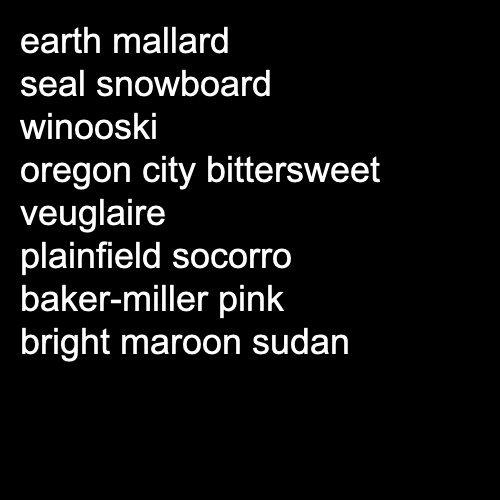 earth mallard
seal snowboard
winooski
oregon city bittersweet
veuglaire
plainfield socorro
baker-miller pink
bright maroon sudan